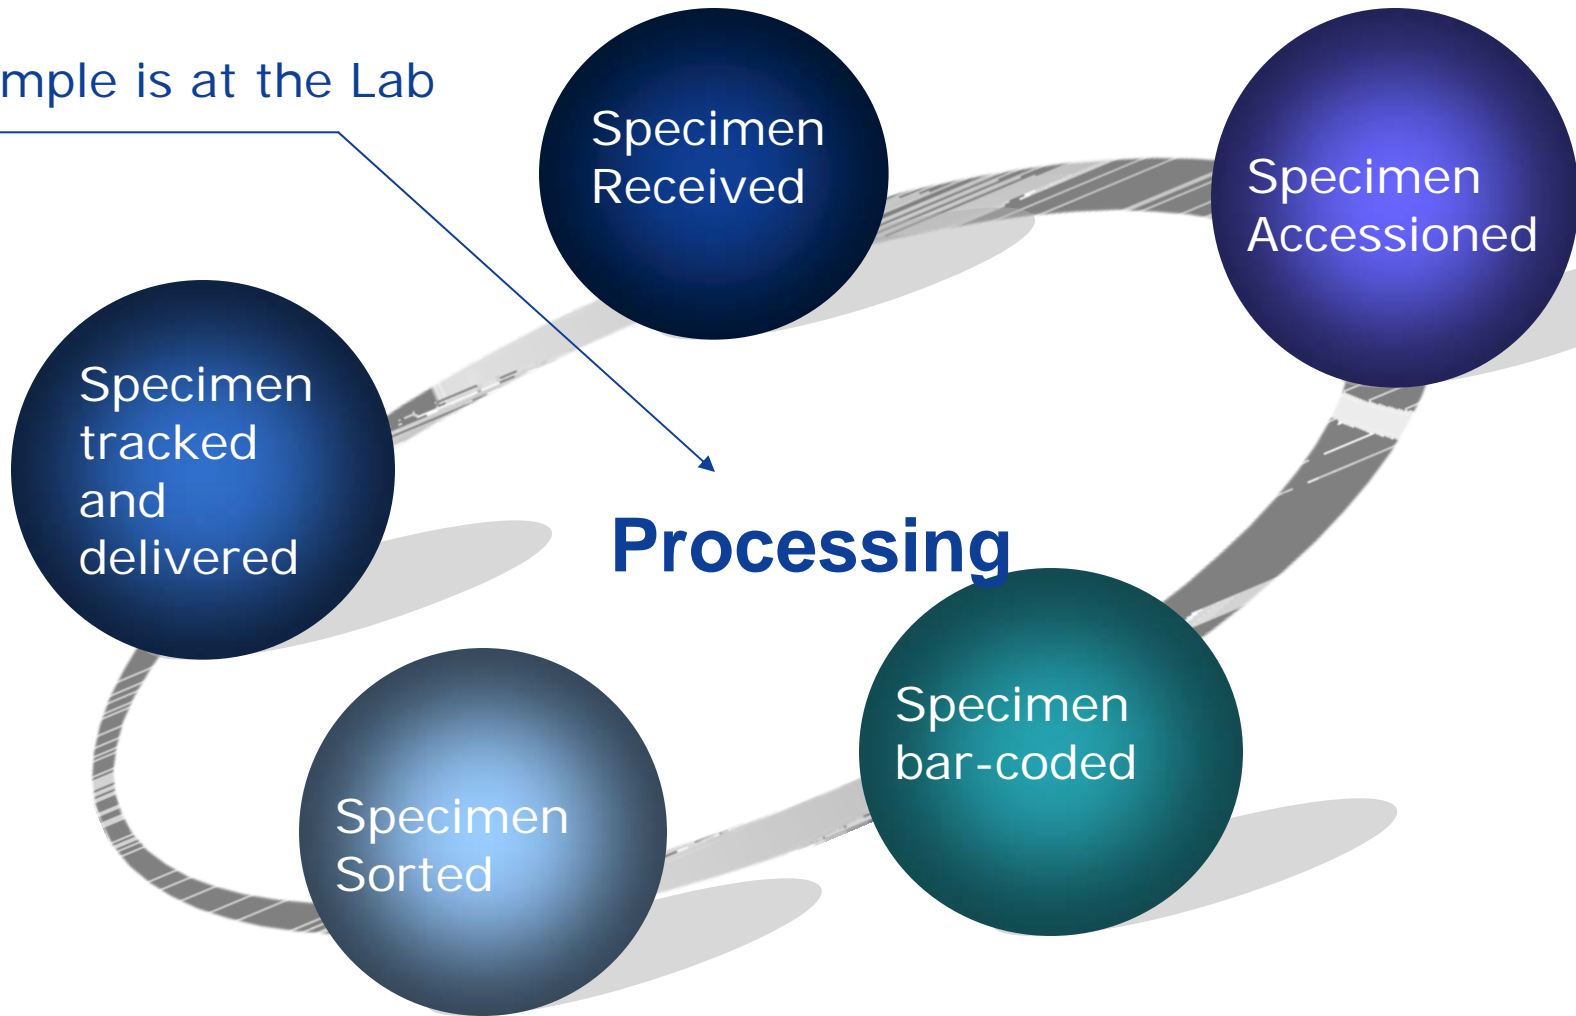 mple is at the Lab
Specimen
Received
Specimen
Accessioned
Specimen
tracked
and
delivered
Processing
Specimen
bar-coded
Specimen
Sorted